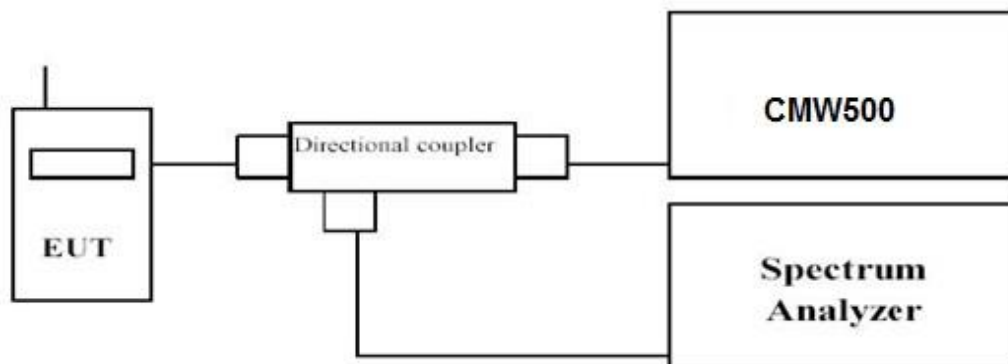 EUT
Directional coupler
CMW500
Spectrum
Analyzer